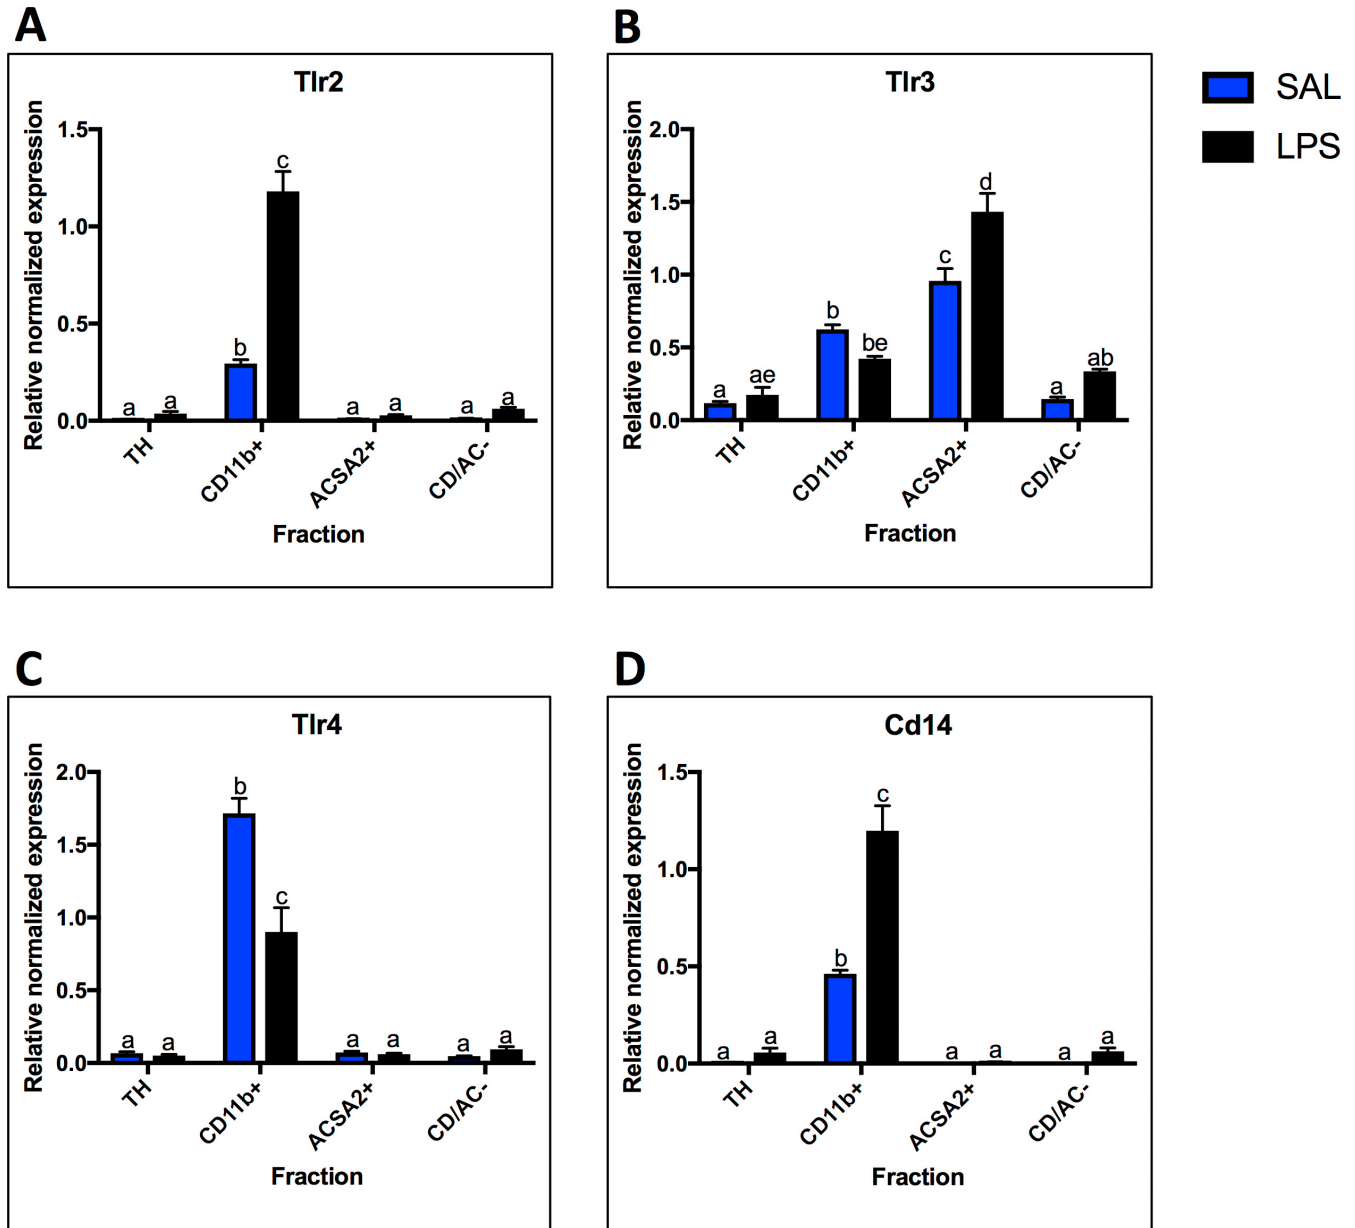 A
Tlr2
Relative normalized expression
1.5
1.0
0.5
0.0
a a b c a a a a
TH CD11b+ ACSA2+ CD/AC-
Fraction
B
Tlr3
Relative normalized expression
2.0
1.5
1.0
0.5
0.0
a ae b be c d a ab
TH CD11b+ ACSA2+ CD/AC-
Fraction
SAL
LPS
C
Tlr4
Relative normalized expression
2.0
1.5
1.0
0.5
0.0
a a b c a a a a
TH CD11b+ ACSA2+ CD/AC-
Fraction
D
Cd14
Relative normalized expression
1.5
1.0
0.5
0.0
a a b c a a a a
TH CD11b+ ACSA2+ CD/AC-
Fraction